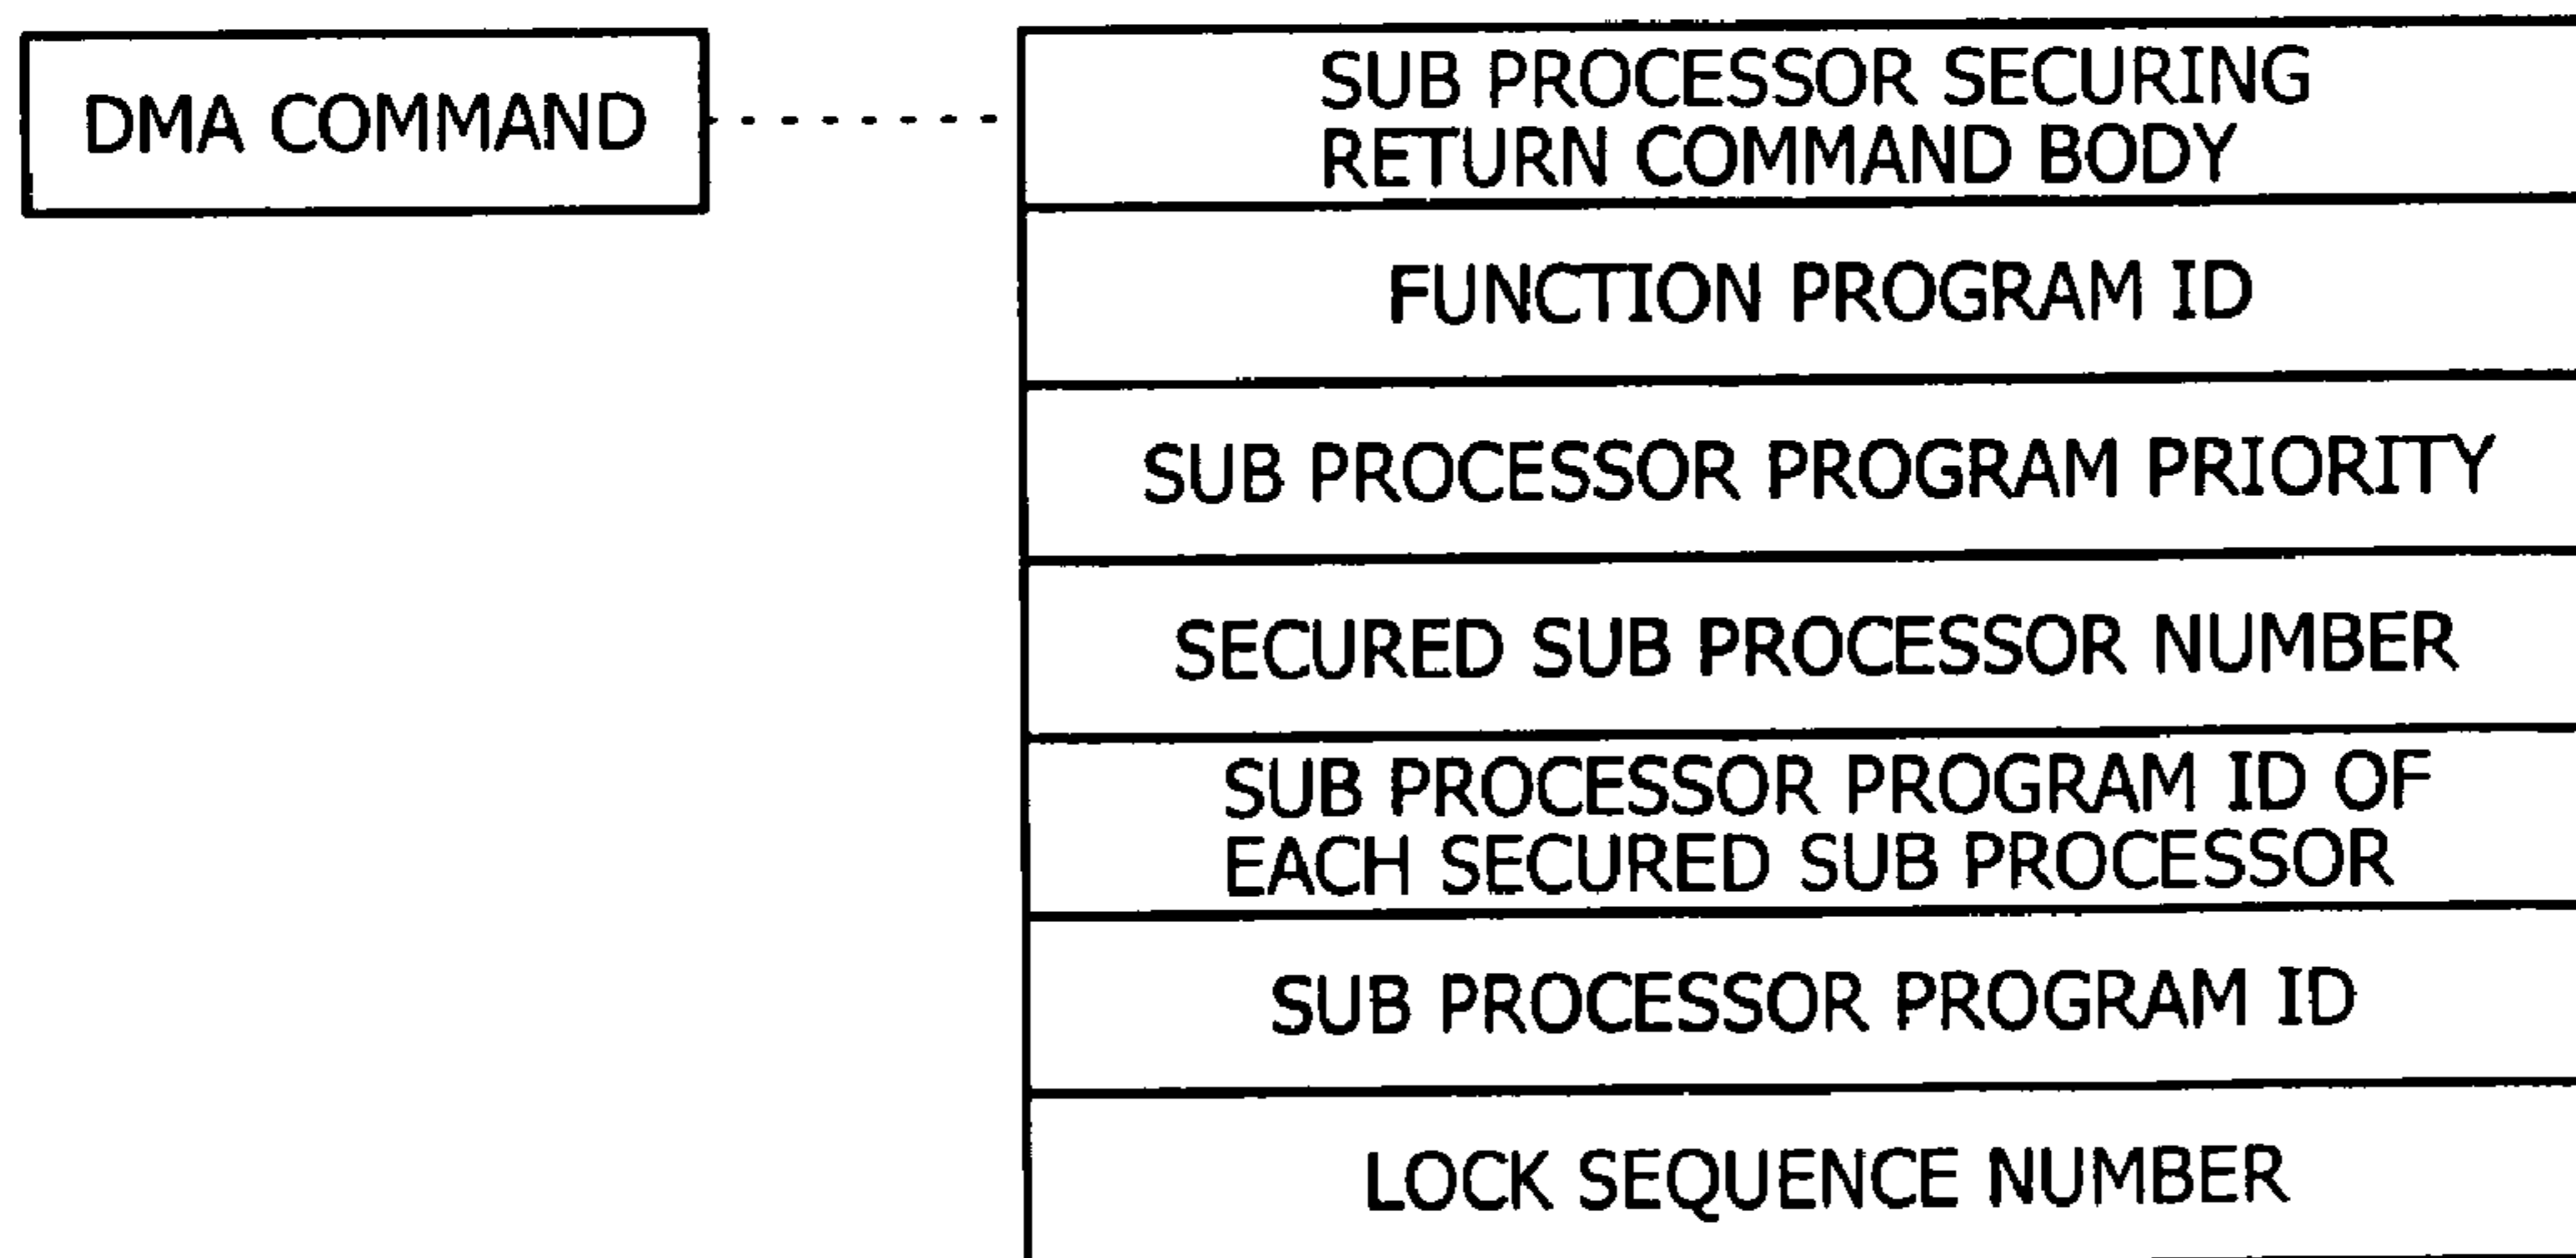 DMA COMMAND
SUB PROCESSOR SECURING
RETURN COMMAND BODY
FUNCTION PROGRAM ID
SUB PROCESSOR PROGRAM PRIORITY
SECURED SUB PROCESSOR NUMBER
SUB PROCESSOR PROGRAM ID OF
EACH SECURED SUB PROCESSOR
SUB PROCESSOR PROGRAM ID
LOCK SEQUENCE NUMBER